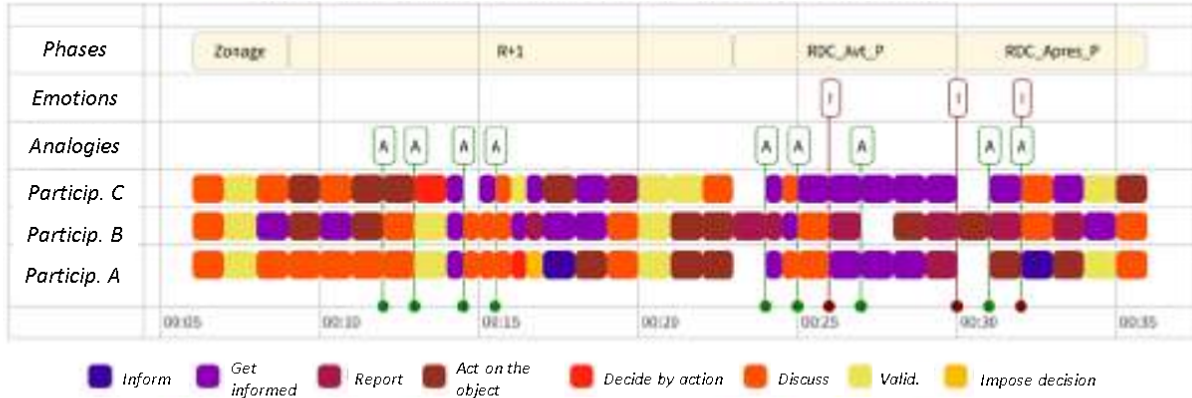 Phases Zonage R+1 RDC_Avt_P RDC_Apres_P
Emotions I I I
Analogies A A A A A A A A A
Particip. C
Particip. B
Particip. A
00:05 00:10 00:15 00:20 00:25 00:30 00:35
Inform Get informed Report Act on the object Decide by action Discuss Valid. Impose decision